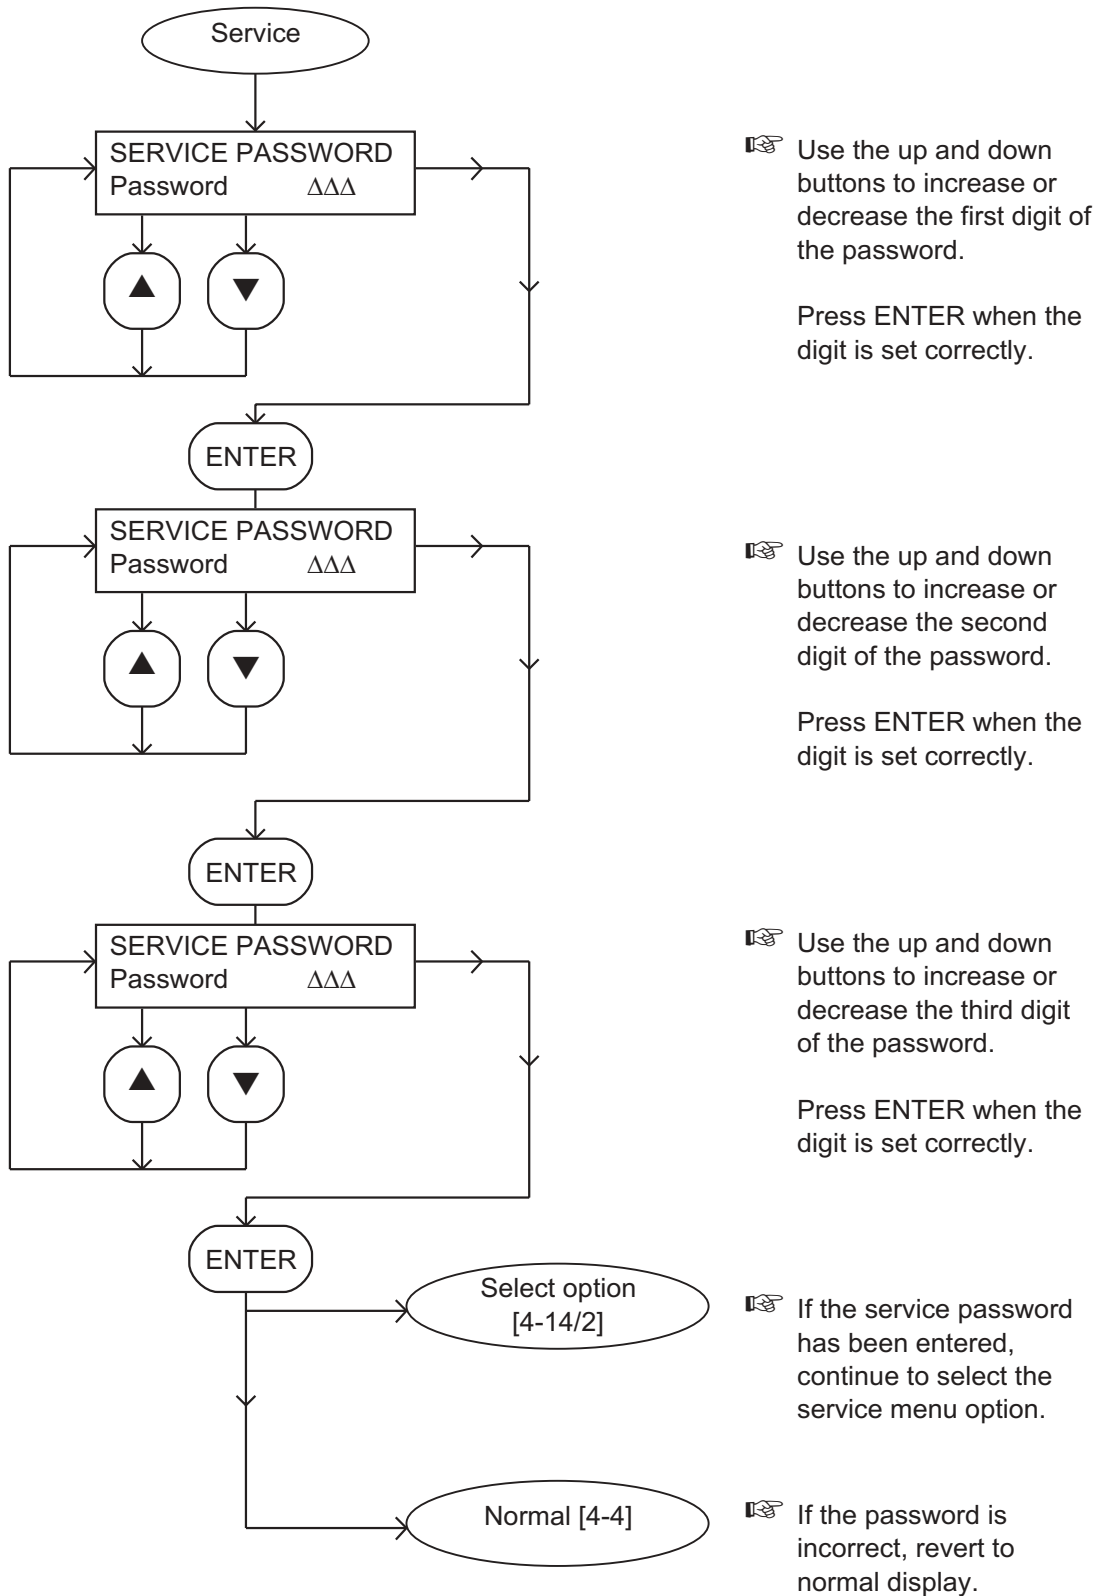 Service
SERVICE PASSWORD
Password ΔΔΔ
☞ Use the up and down
buttons to increase or
decrease the first digit of
the password.
Press ENTER when the
digit is set correctly.
▲ ▼
ENTER
SERVICE PASSWORD
Password ΔΔΔ
☞ Use the up and down
buttons to increase or
decrease the second
digit of the password.
Press ENTER when the
digit is set correctly.
▲ ▼
ENTER
SERVICE PASSWORD
Password ΔΔΔ
☞ Use the up and down
buttons to increase or
decrease the third digit
of the password.
Press ENTER when the
digit is set correctly.
▲ ▼
ENTER
Select option
[4-14/2]
☞ If the service password
has been entered,
continue to select the
service menu option.
Normal [4-4]
☞ If the password is
incorrect, revert to
normal display.